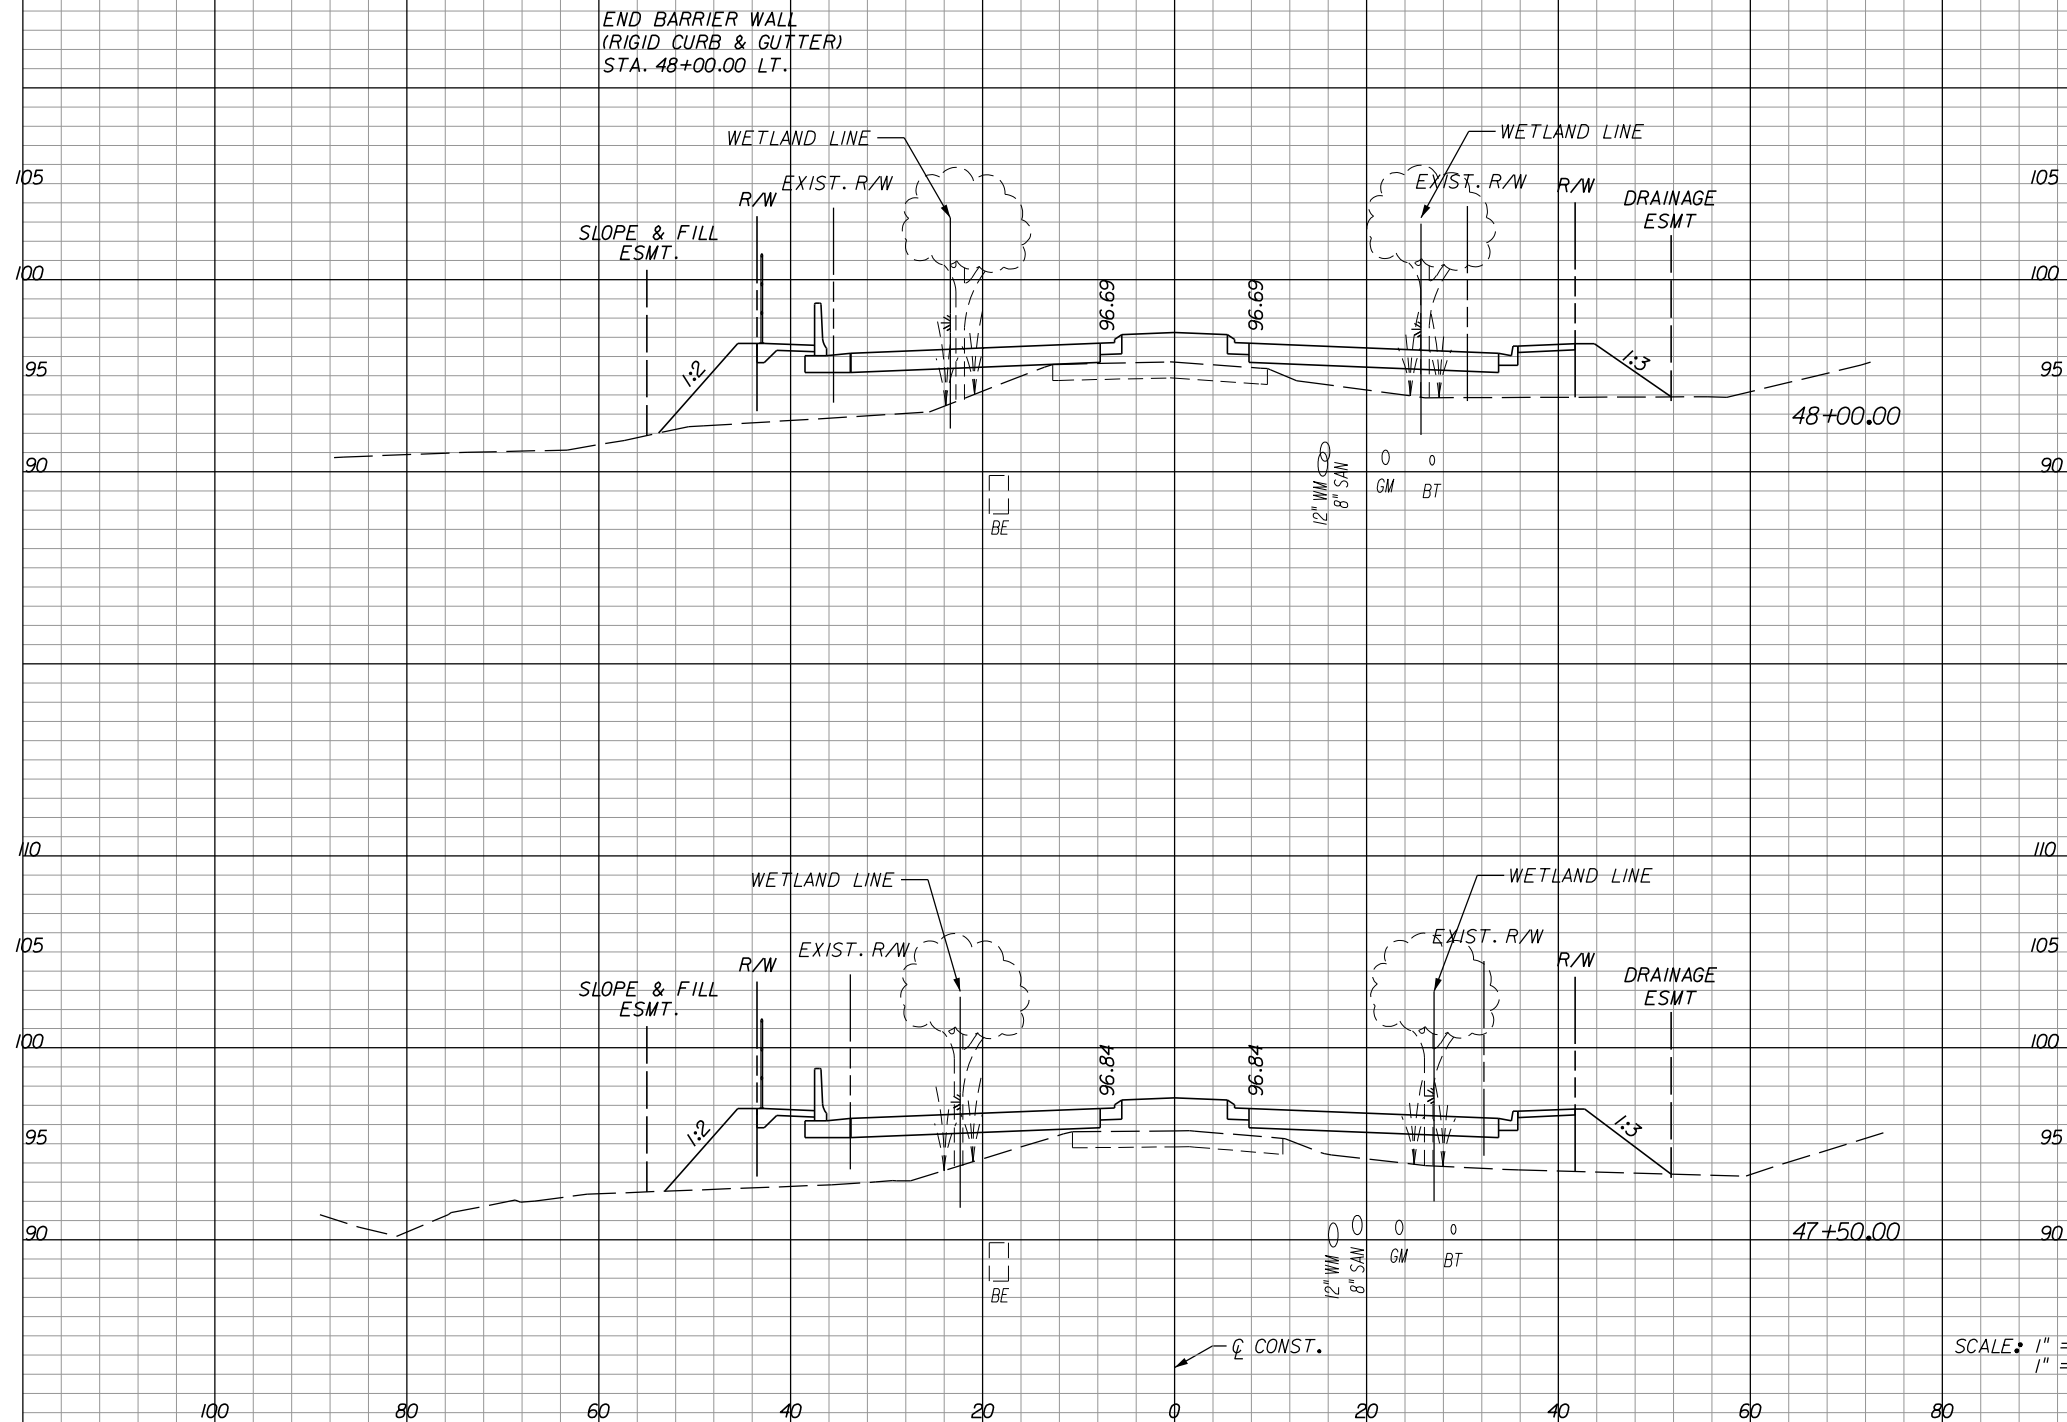 END BARRIER WALL
(RIGID CURB & GUTTER)
STA. 48+00.00 LT.
WETLAND LINE
WETLAND LINE
105
EXIST. R/W
R/W
EXIST. R/W
R/W
105
SLOPE & FILL
ESMT.
DRAINAGE
ESMT
100
96.69
96.69
100
95
1:2
1:3
95
48+00.00
90
12" WM
8" SAN
GM
BT
90
BE
110
110
WETLAND LINE
WETLAND LINE
105
EXIST. R/W
R/W
EXIST. R/W
R/W
105
SLOPE & FILL
ESMT.
DRAINAGE
ESMT
100
96.84
96.84
100
95
1:2
1:3
95
90
47+50.00
90
12" WM
8" SAN
GM
BT
BE
℄ CONST.
SCALE: 1" =
1" =
100 80 60 40 20 0 20 40 60 80